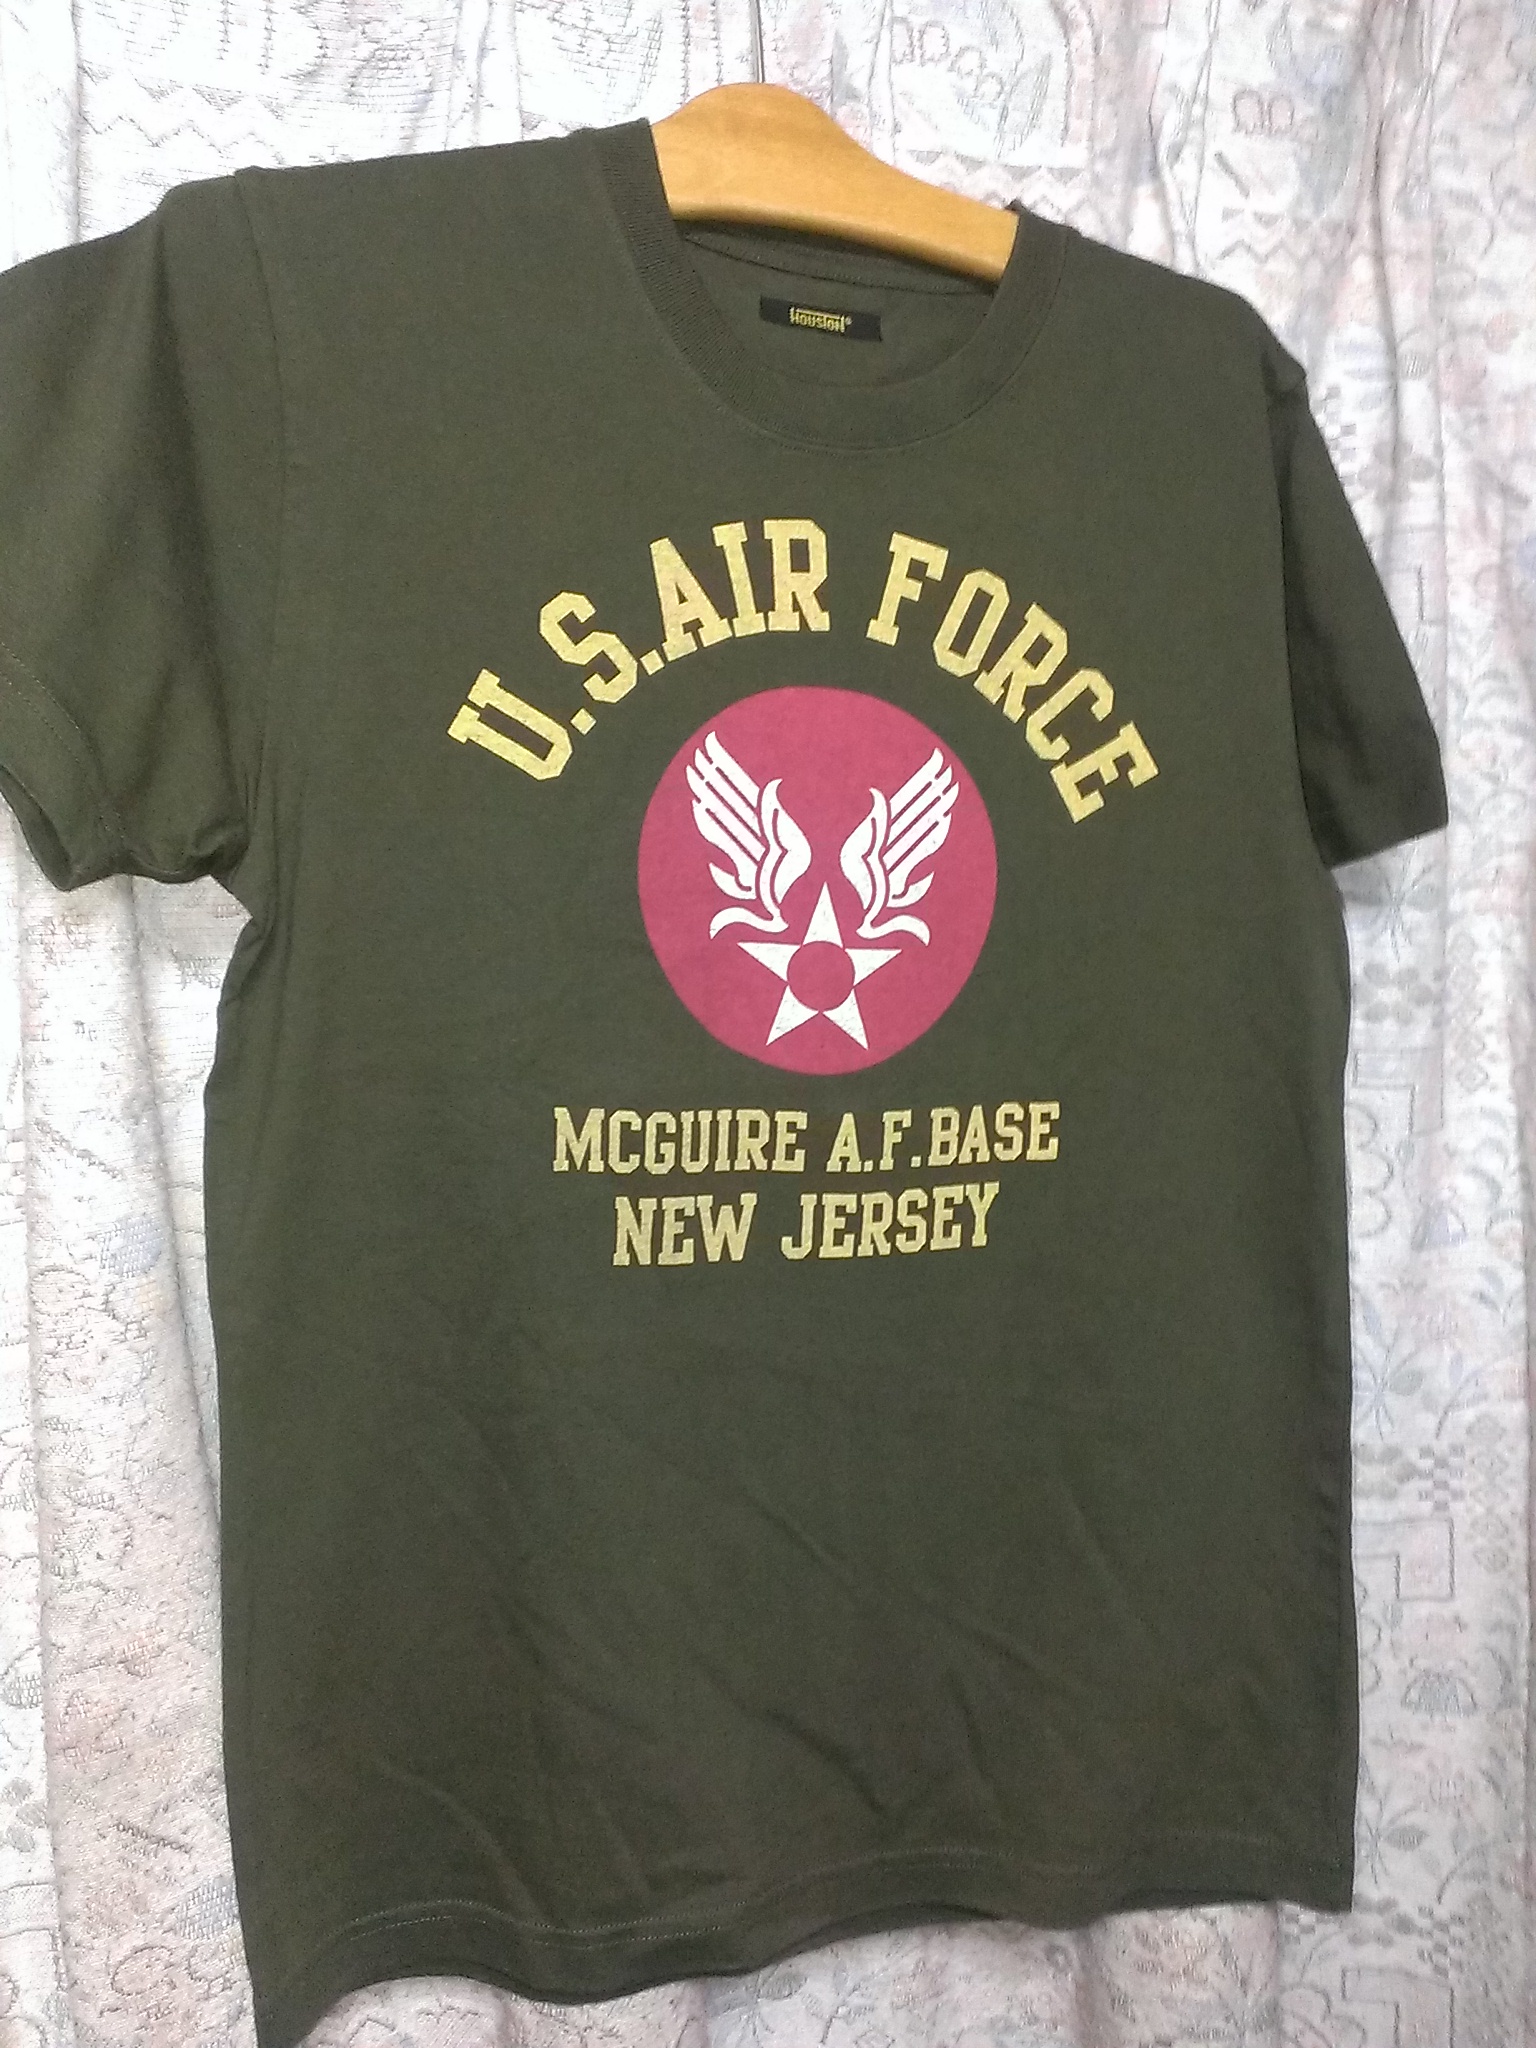 HOUSTON®
U.S.AIR FORCE
MCGUIRE A.F.BASE
NEW JERSEY